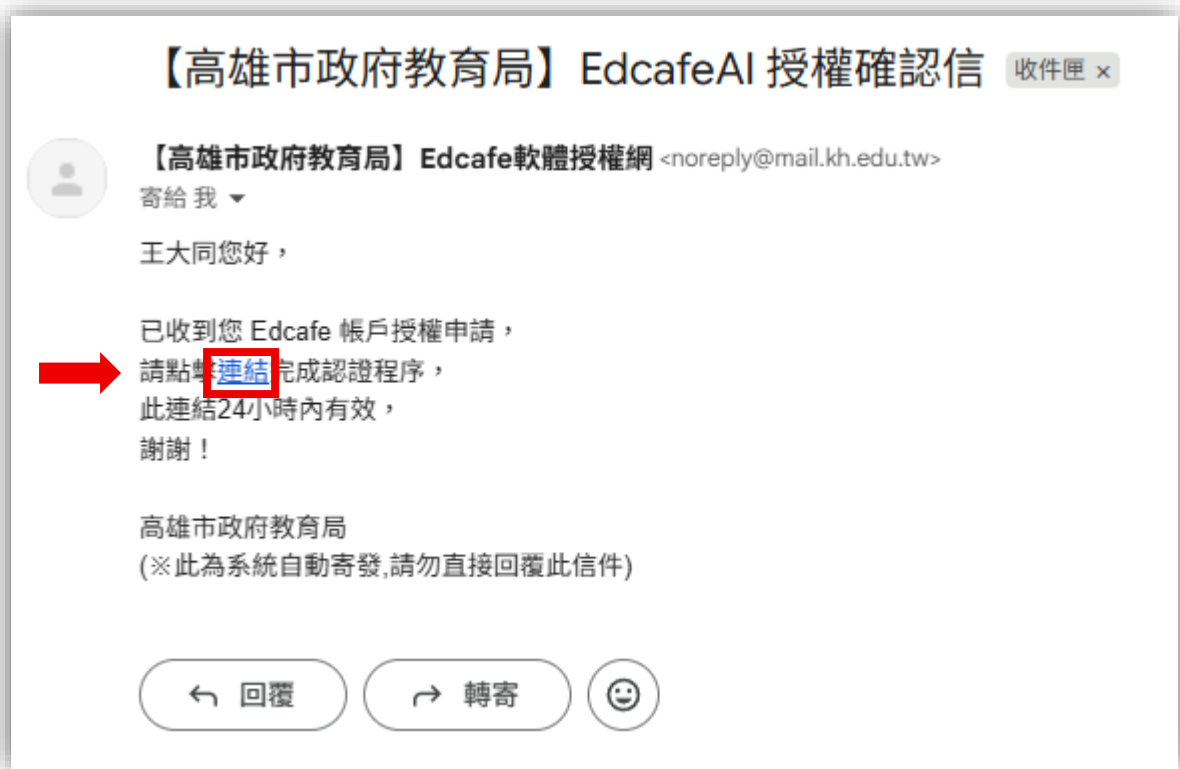 【高雄市政府教育局】EdcafeAI 授權確認信 收件匣 ×
【高雄市政府教育局】Edcafe軟體授權網 <noreply@mail.kh.edu.tw>
寄給 我
王大同您好，
已收到您 Edcafe 帳戶授權申請，
請點擊連結完成認證程序，
此連結24小時內有效，
謝謝！
高雄市政府教育局
(※此為系統自動寄發,請勿直接回覆此信件)
回覆 轉寄